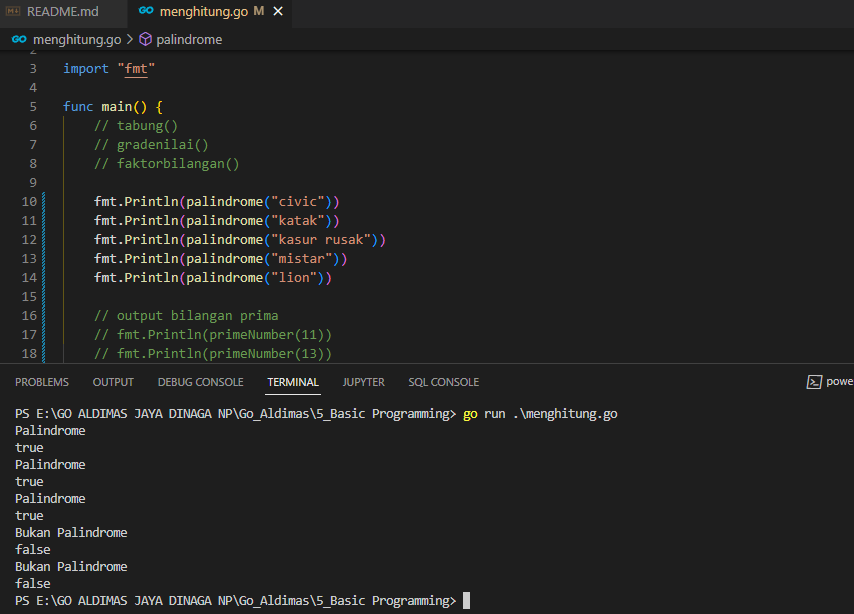 README.md
GO menghitung.go M
GO menghitung.go > palindrome
2
3 import "fmt"
4
5 func main() {
6 // tabung()
7 // gradenilai()
8 // faktorbilangan()
9
10 fmt.Println(palindrome("civic"))
11 fmt.Println(palindrome("katak"))
12 fmt.Println(palindrome("kasur rusak"))
13 fmt.Println(palindrome("mistar"))
14 fmt.Println(palindrome("lion"))
15
16 // output bilangan prima
17 // fmt.Println(primeNumber(11))
18 // fmt.Println(primeNumber(13))
PROBLEMS OUTPUT DEBUG CONSOLE TERMINAL JUPYTER SQL CONSOLE powe
PS E:\GO ALDIMAS JAYA DINAGA NP\Go_Aldimas\5_Basic Programming> go run .\menghitung.go
Palindrome
true
Palindrome
true
Palindrome
true
Bukan Palindrome
false
Bukan Palindrome
false
PS E:\GO ALDIMAS JAYA DINAGA NP\Go_Aldimas\5_Basic Programming>